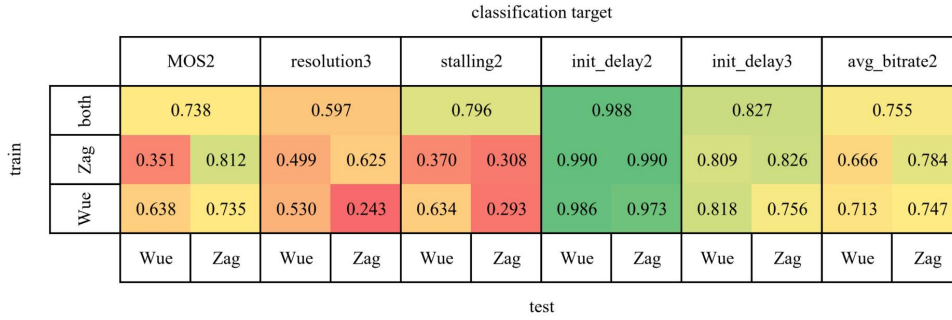 classification target
MOS2 resolution3 stalling2 init_delay2 init_delay3 avg_bitrate2
train
both 0.738 0.597 0.796 0.988 0.827 0.755
Zag 0.351 0.812 0.499 0.625 0.370 0.308 0.990 0.990 0.809 0.826 0.666 0.784
Wue 0.638 0.735 0.530 0.243 0.634 0.293 0.986 0.973 0.818 0.756 0.713 0.747
Wue Zag Wue Zag Wue Zag Wue Zag Wue Zag Wue Zag
test